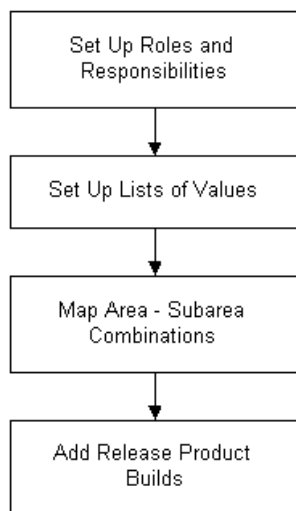 Set Up Roles and
Responsibilities
Set Up Lists of Values
Map Area - Subarea
Combinations
Add Release Product
Builds